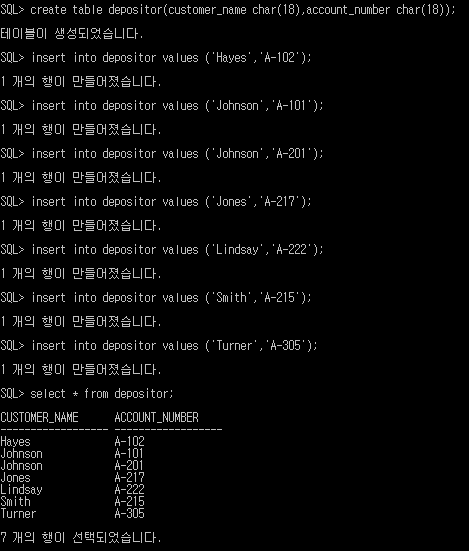 SQL> create table depositor(customer_name char(18),account_number char(18));
테이블이 생성되었습니다.
SQL> insert into depositor values ('Hayes','A-102');
1 개의 행이 만들어졌습니다.
SQL> insert into depositor values ('Johnson','A-101');
1 개의 행이 만들어졌습니다.
SQL> insert into depositor values ('Johnson','A-201');
1 개의 행이 만들어졌습니다.
SQL> insert into depositor values ('Jones','A-217');
1 개의 행이 만들어졌습니다.
SQL> insert into depositor values ('Lindsay','A-222');
1 개의 행이 만들어졌습니다.
SQL> insert into depositor values ('Smith','A-215');
1 개의 행이 만들어졌습니다.
SQL> insert into depositor values ('Turner','A-305');
1 개의 행이 만들어졌습니다.
SQL> select * from depositor;
CUSTOMER_NAME ACCOUNT_NUMBER
------------------ ------------------
Hayes A-102
Johnson A-101
Johnson A-201
Jones A-217
Lindsay A-222
Smith A-215
Turner A-305
7 개의 행이 선택되었습니다.